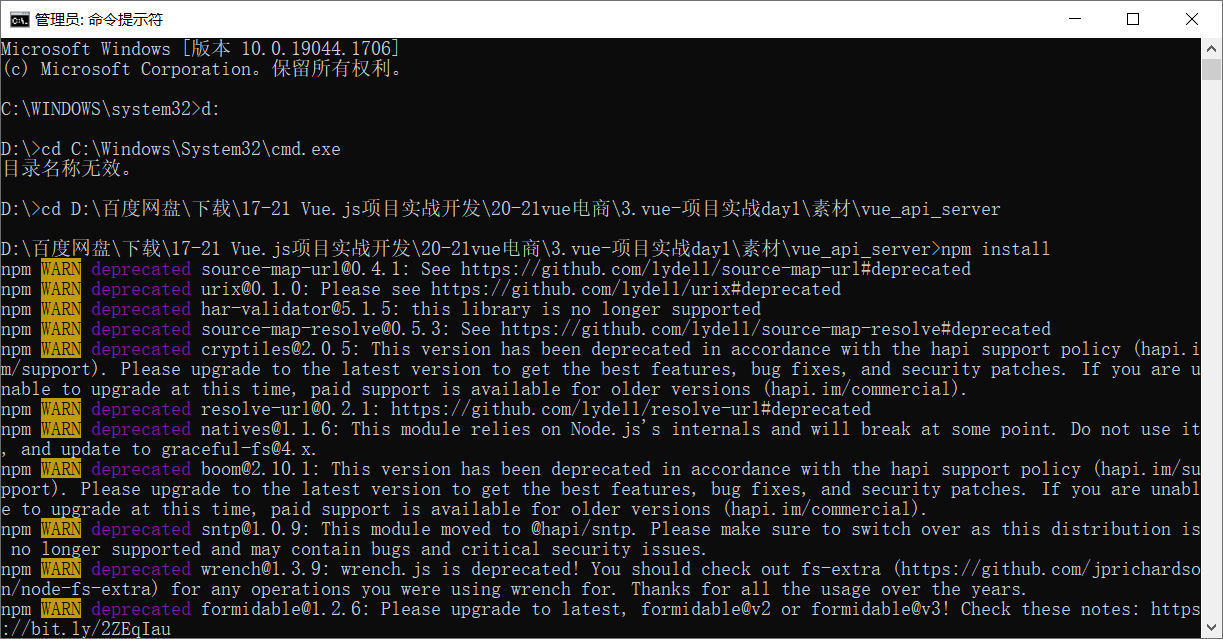 管理员: 命令提示符
Microsoft Windows [版本 10.0.19044.1706]
(c) Microsoft Corporation。保留所有权利。
C:\WINDOWS\system32>d:
D:\>cd C:\Windows\System32\cmd.exe
目录名称无效。
D:\>cd D:\百度网盘\下载\17-21 Vue.js项目实战开发\20-21vue电商\3.vue-项目实战day1\素材\vue_api_server
D:\百度网盘\下载\17-21 Vue.js项目实战开发\20-21vue电商\3.vue-项目实战day1\素材\vue_api_server>npm install
npm WARN deprecated source-map-url@0.4.1: See https://github.com/lydell/source-map-url#deprecated
npm WARN deprecated urix@0.1.0: Please see https://github.com/lydell/urix#deprecated
npm WARN deprecated har-validator@5.1.5: this library is no longer supported
npm WARN deprecated source-map-resolve@0.5.3: See https://github.com/lydell/source-map-resolve#deprecated
npm WARN deprecated cryptiles@2.0.5: This version has been deprecated in accordance with the hapi support policy (hapi.i
m/support). Please upgrade to the latest version to get the best features, bug fixes, and security patches. If you are u
nable to upgrade at this time, paid support is available for older versions (hapi.im/commercial).
npm WARN deprecated resolve-url@0.2.1: https://github.com/lydell/resolve-url#deprecated
npm WARN deprecated natives@1.1.6: This module relies on Node.js's internals and will break at some point. Do not use it
, and update to graceful-fs@4.x.
npm WARN deprecated boom@2.10.1: This version has been deprecated in accordance with the hapi support policy (hapi.im/su
pport). Please upgrade to the latest version to get the best features, bug fixes, and security patches. If you are unabl
e to upgrade at this time, paid support is available for older versions (hapi.im/commercial).
npm WARN deprecated sntp@1.0.9: This module moved to @hapi/sntp. Please make sure to switch over as this distribution is
 no longer supported and may contain bugs and critical security issues.
npm WARN deprecated wrench@1.3.9: wrench.js is deprecated! You should check out fs-extra (https://github.com/jprichardso
n/node-fs-extra) for any operations you were using wrench for. Thanks for all the usage over the years.
npm WARN deprecated formidable@1.2.6: Please upgrade to latest, formidable@v2 or formidable@v3! Check these notes: https
://bit.ly/2ZEqIau